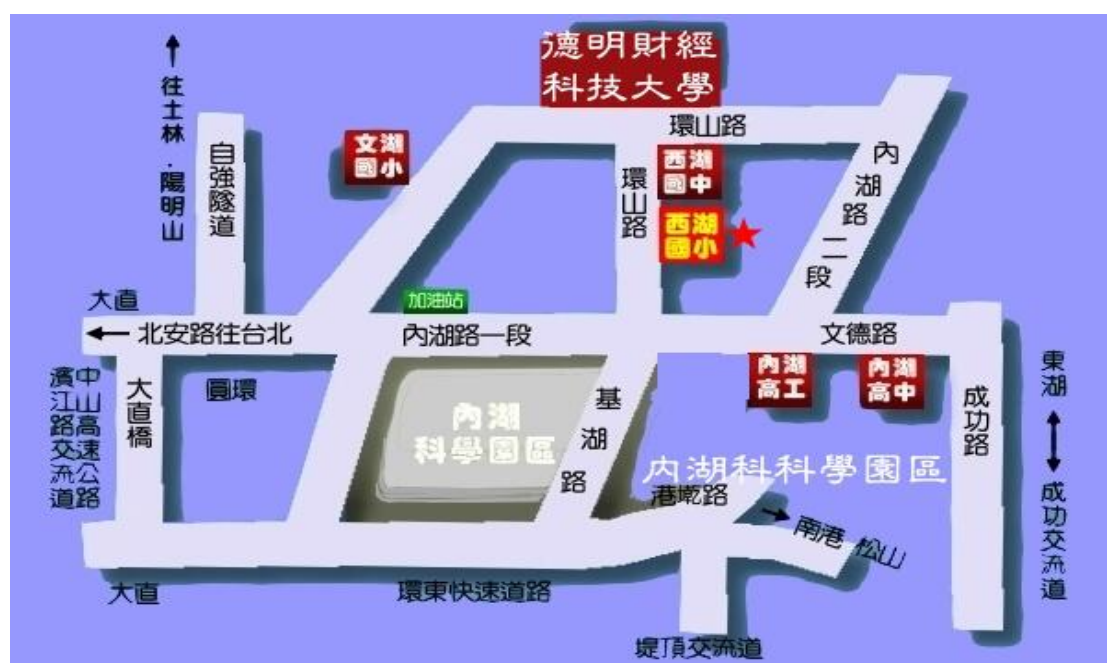 德明財經
科技大學
往士林．陽明山
自強隧道
文湖
國小
環山路
西湖
國中
環山路
西湖
國小
內湖路二段
大直
加油站
北安路往台北
內湖路一段
文德路
大直橋
圓環
中山高速公路
濱江路交流道
內湖
科學園區
基湖路
內湖
高工
內湖
高中
成功路
東湖
成功交流道
內湖科科學園區
港墘路
南港 松山
大直
環東快速道路
堤頂交流道